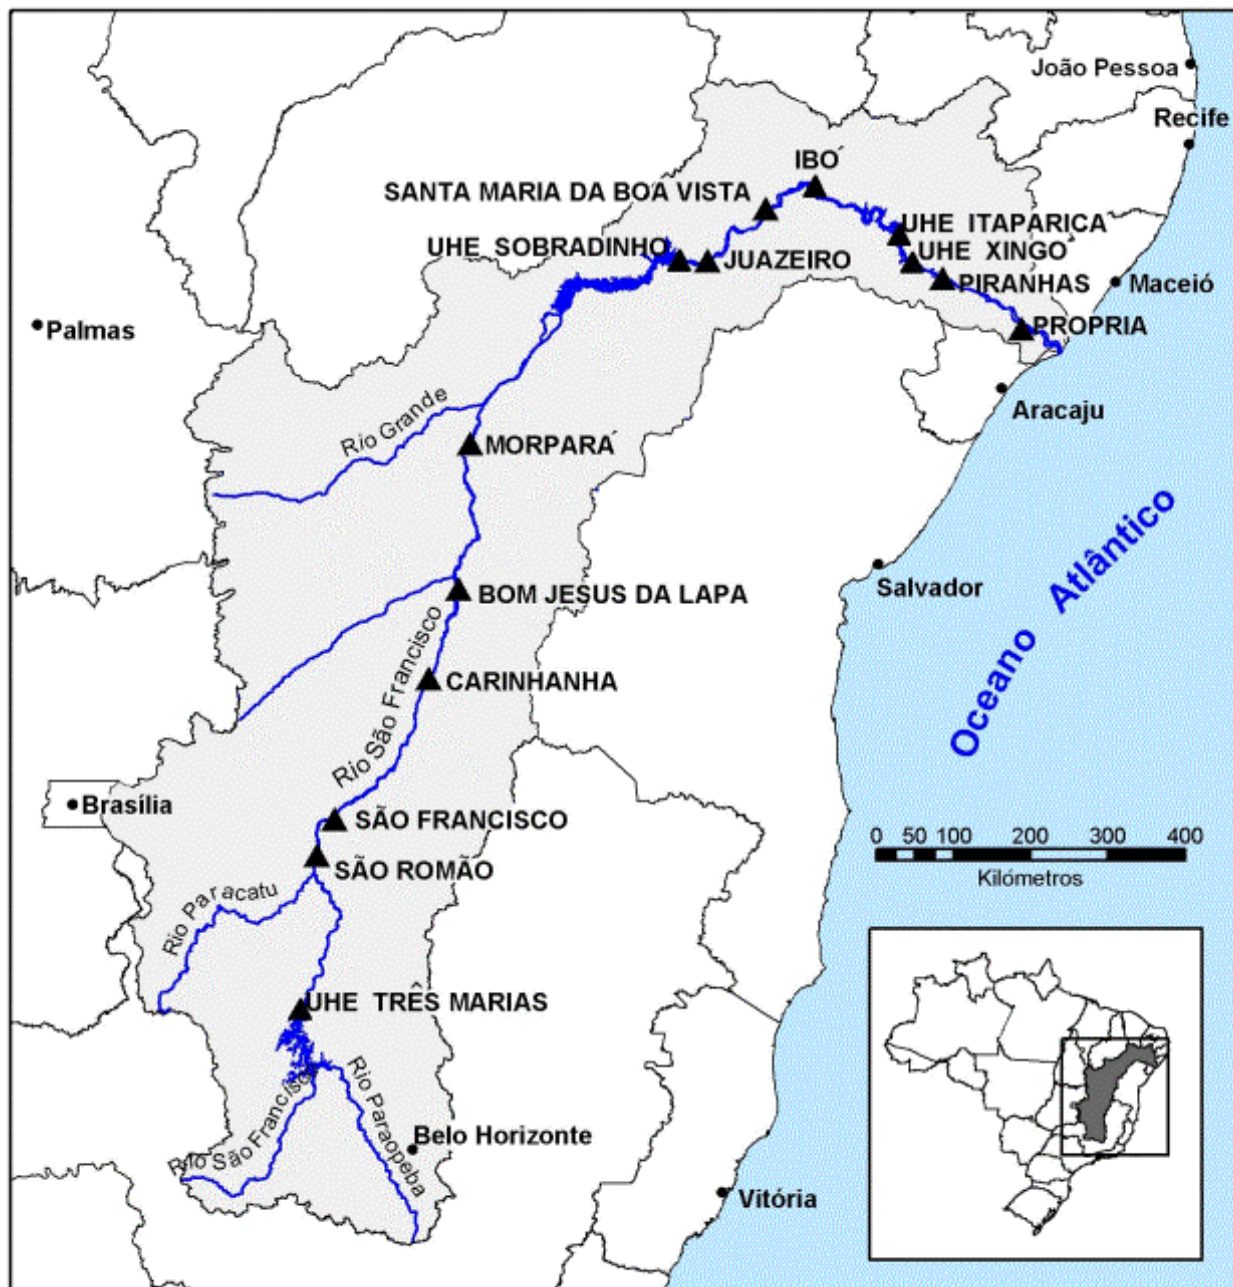 João Pessoa
Recife
IBÓ
SANTA MARIA DA BOA VISTA
UHE ITAPARICA
UHE SOBRADINHO
JUAZEIRO
UHE XINGÓ
PIRANHAS
Maceió
Palmas
PROPRIA
Rio Grande
Aracaju
MORPARÁ
Oceano Atlântico
Salvador
BOM JESUS DA LAPA
Rio São Francisco
CARINHANHA
Brasília
SÃO FRANCISCO
0 50 100 200 300 400
Kilómetros
SÃO ROMÃO
Rio Paracatu
UHE TRÊS MARIAS
Rio São Francisco
Rio Paraopeba
Belo Horizonte
Vitória